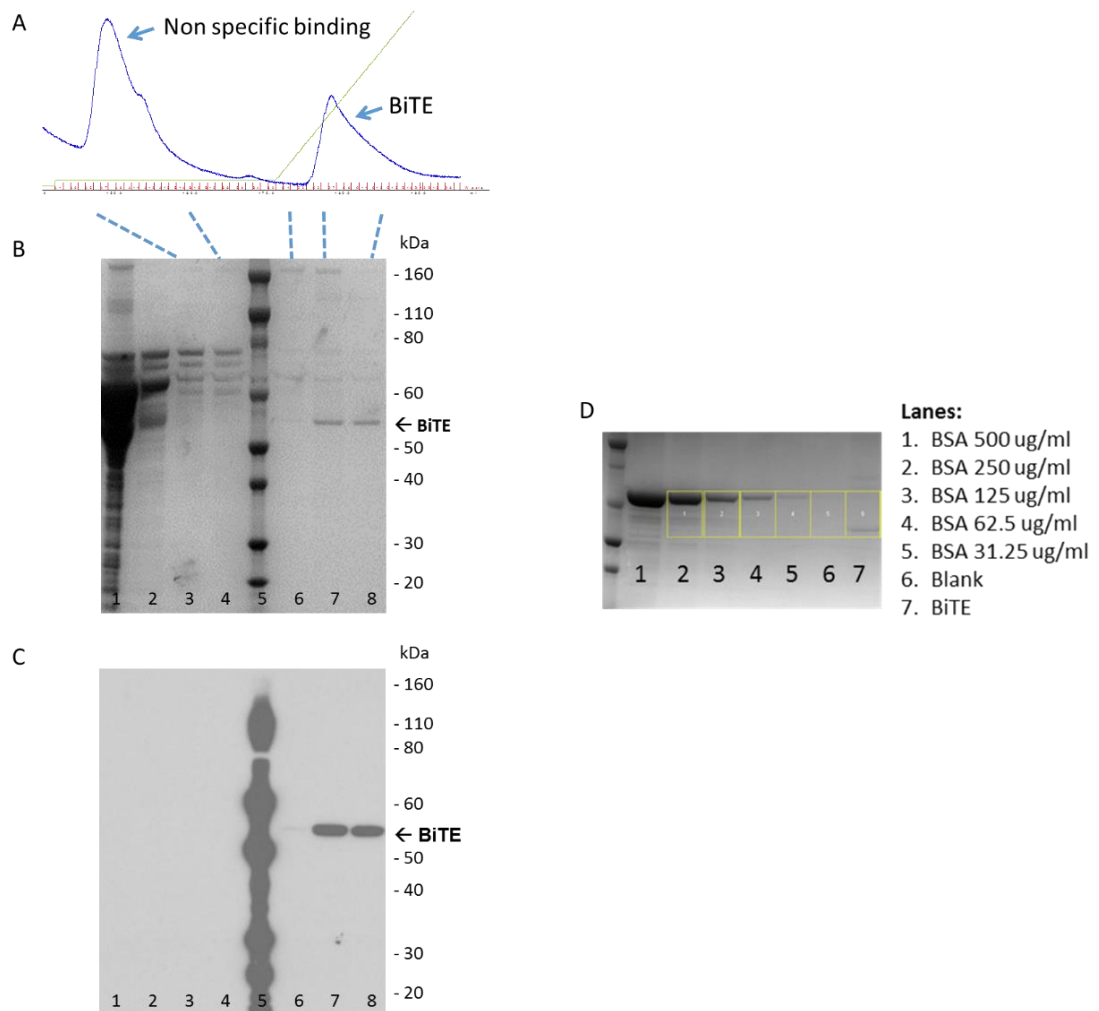 A
Non specific binding
BiTE
B
kDa
- 160
- 110
- 80
- 60
← BiTE
- 50
- 40
- 30
- 20
1 2 3 4 5 6 7 8
C
kDa
- 160
- 110
- 80
- 60
← BiTE
- 50
- 40
- 30
- 20
1 2 3 4 5 6 7 8
D
1 2 3 4 5 6 7
Lanes:
1. BSA 500 ug/ml
2. BSA 250 ug/ml
3. BSA 125 ug/ml
4. BSA 62.5 ug/ml
5. BSA 31.25 ug/ml
6. Blank
7. BiTE